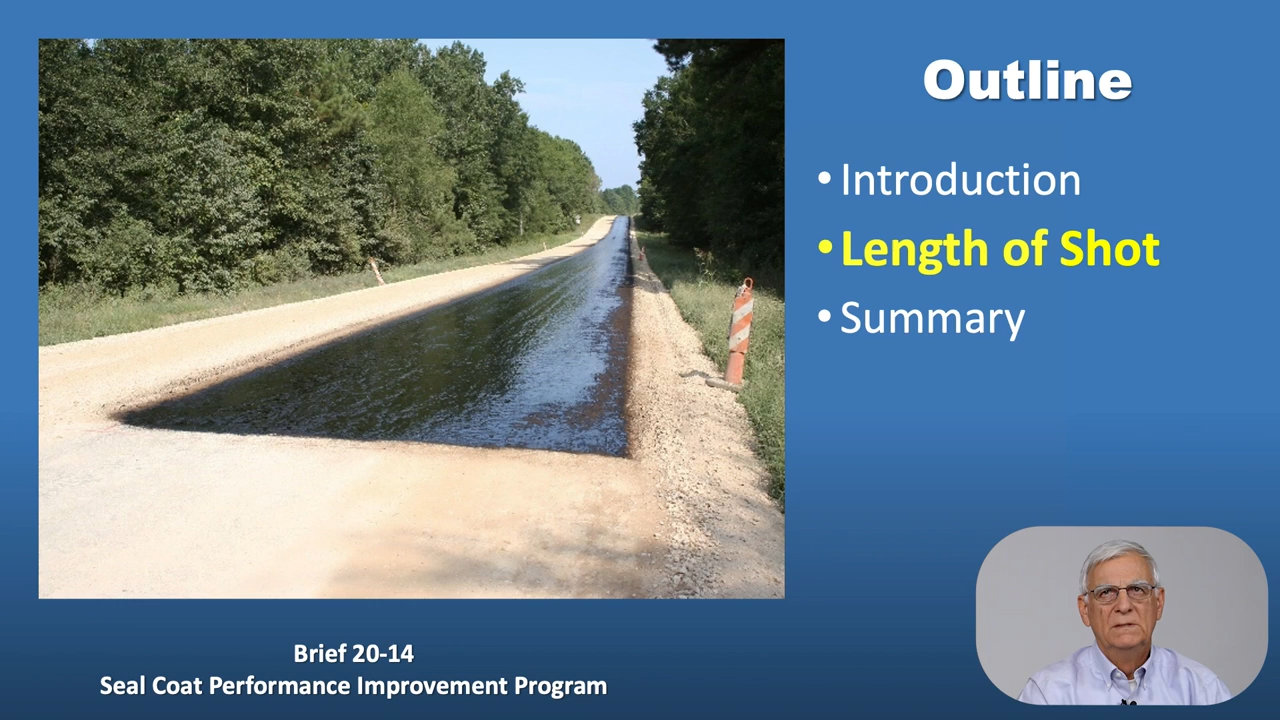 Outline
• Introduction
• Length of Shot
• Summary
Brief 20-14
Seal Coat Performance Improvement Program